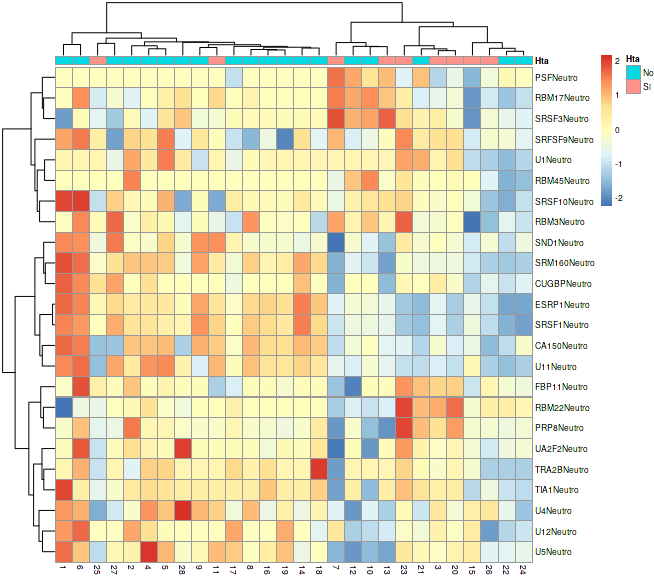 Hta
PSFNeutro
RBM17Neutro
SRSF3Neutro
SRFSF9Neutro
U1Neutro
RBM45Neutro
SRSF10Neutro
RBM3Neutro
SND1Neutro
SRM160Neutro
CUGBPNeutro
ESRP1Neutro
SRSF1Neutro
CA150Neutro
U11Neutro
FBP11Neutro
RBM22Neutro
PRP8Neutro
UA2F2Neutro
TRA2BNeutro
TIA1Neutro
U4Neutro
U12Neutro
U5Neutro
1 6 25 27 2 4 5 28 9 11 17 8 16 19 14 18 7 12 10 13 23 21 3 20 15 26 22 24
2
1
0
-1
-2
Hta
No
Si